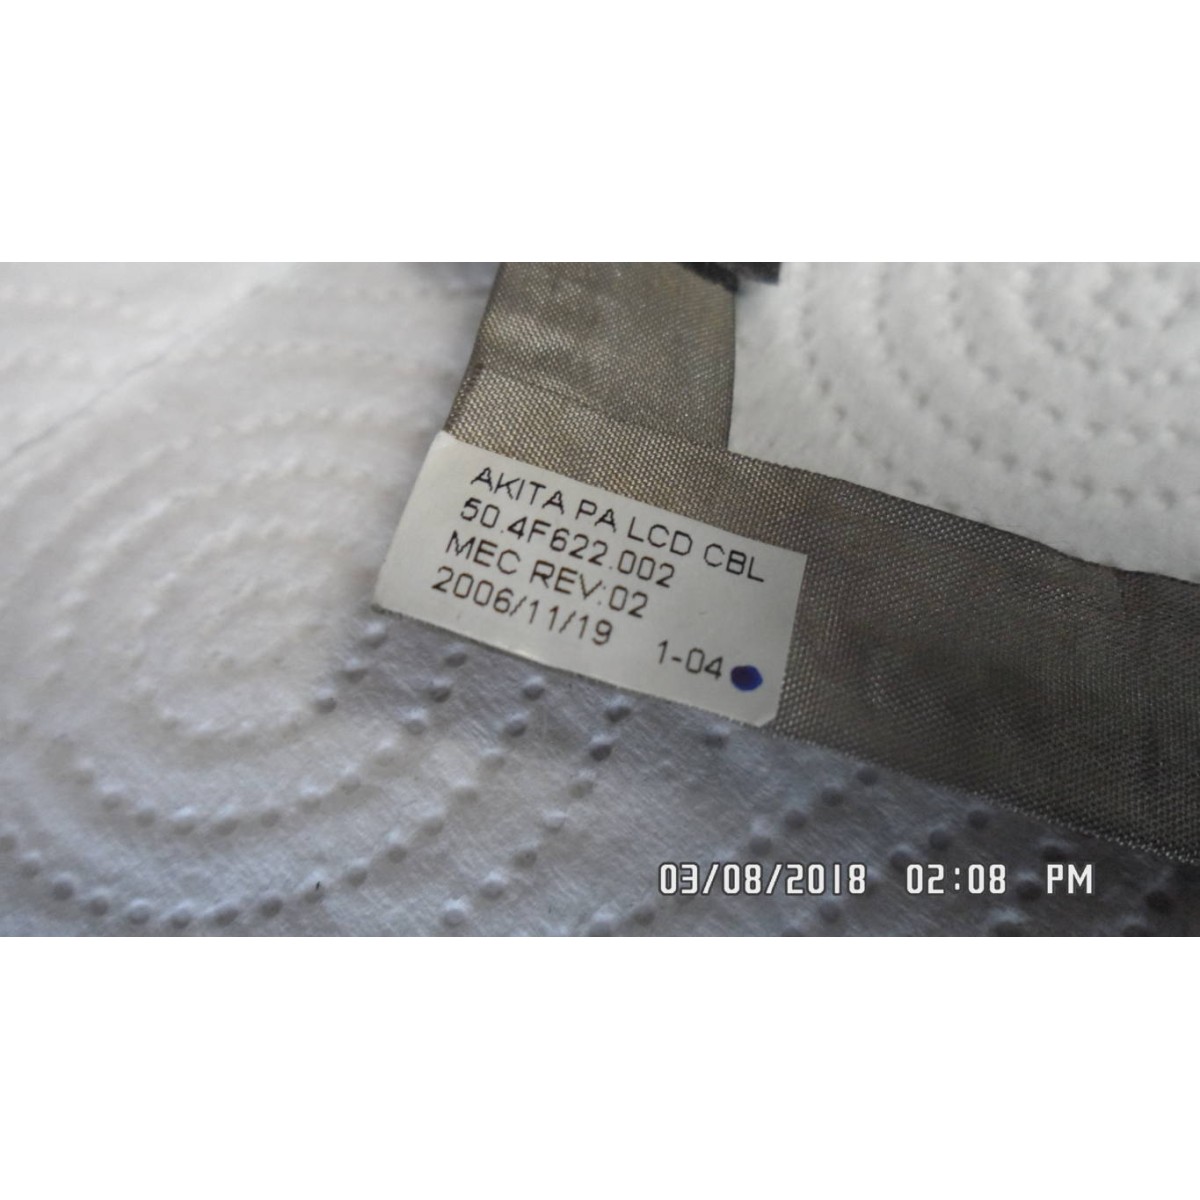 AKITA PA LCD CBL
50.4F622.002
MEC REV:02
2006/11/19 1-04
03/08/2018 02:08 PM